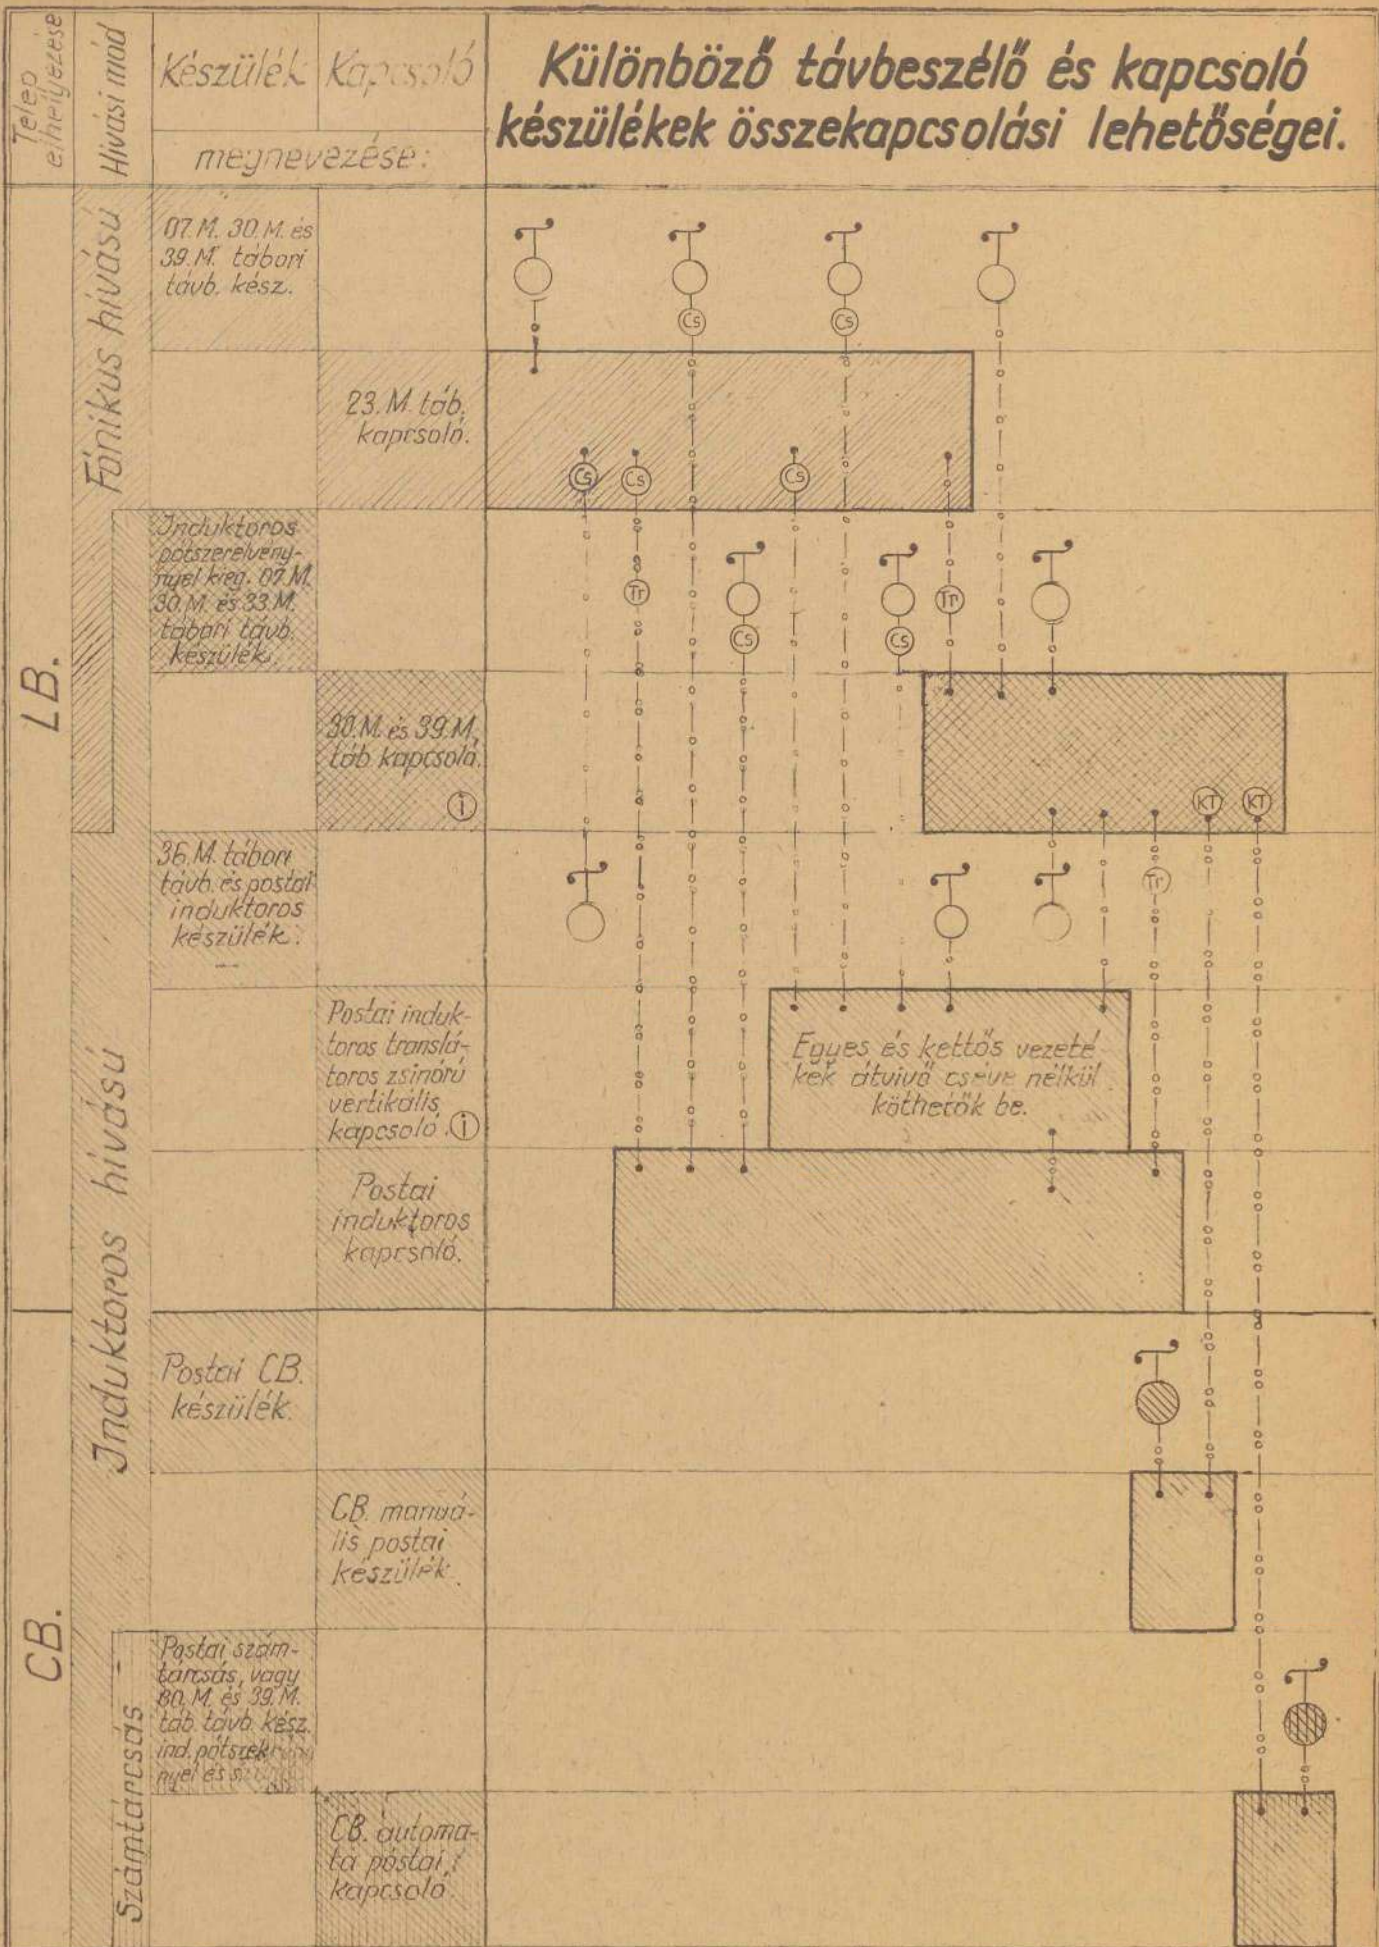 Telep
elhelyezése
Hívási mód
Készülék
Kapcsoló
megnevezése:
Különböző távbeszélő és kapcsoló
készülékek összekapcsolási lehetőségei.
LB.
Fónikus hívású
07.M. 30.M. és
39.M. tábori
távb. kész.
Cs
Cs
23.M. táb.
kapcsoló.
Cs
Cs
Cs
Induktoros
pótszerelvény-
nyel kieg. 07.M.
30.M. és 33.M.
tábori távb.
készülék.
Tr
Cs
Cs
Tr
30.M. és 39.M.
táb. kapcsoló.
i
KT
KT
Induktoros hívású
36.M. tábori
távb. és postai
induktoros
készülék.
Tr
Postai induk-
toros translá-
toros zsinórú
vertikális
kapcsoló. i
Egyes és kettős vezeté-
kek átvivő cséve nélkül
köthetők be.
Postai
induktoros
kapcsoló.
CB.
Postai CB.
készülék.
CB. manuá-
lis postai
készülék.
Számtárcsás
Postai szám-
tárcsás, vagy
30.M. és 39.M.
táb. távb. kész.
ind. pótszek
nyel és
CB. automa-
ta postai
kapcsoló